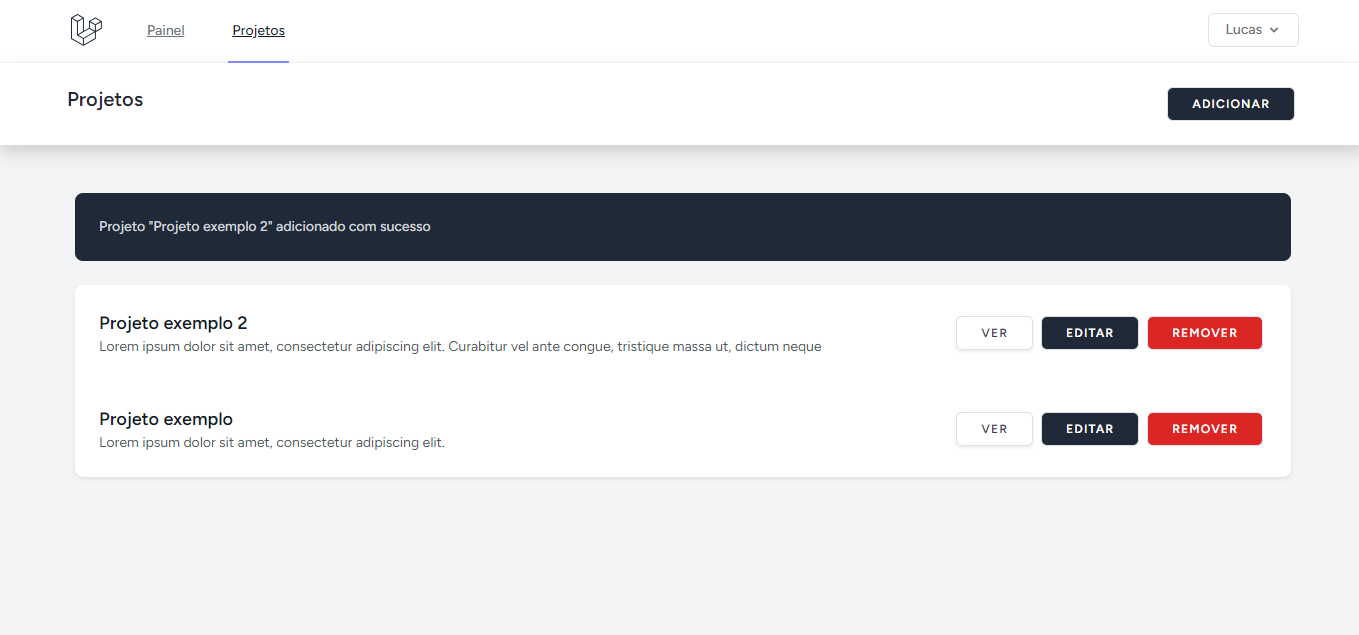 Painel
Projetos
Lucas
Projetos
ADICIONAR
Projeto "Projeto exemplo 2" adicionado com sucesso
Projeto exemplo 2
Lorem ipsum dolor sit amet, consectetur adipiscing elit. Curabitur vel ante congue, tristique massa ut, dictum neque
VER
EDITAR
REMOVER
Projeto exemplo
Lorem ipsum dolor sit amet, consectetur adipiscing elit.
VER
EDITAR
REMOVER